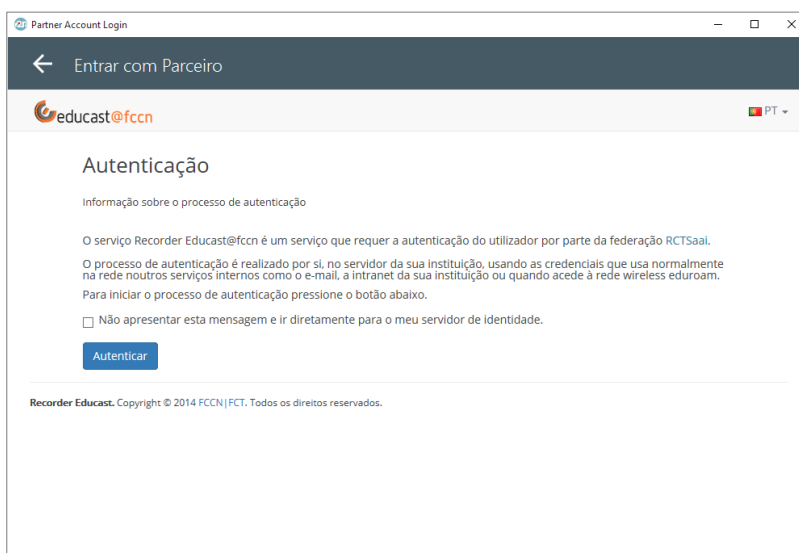 Partner Account Login
Entrar com Parceiro
educast@fccn
PT
Autenticação
Informação sobre o processo de autenticação
O serviço Recorder Educast@fccn é um serviço que requer a autenticação do utilizador por parte da federação RCTSaai.
O processo de autenticação é realizado por si, no servidor da sua instituição, usando as credenciais que usa normalmente
na rede noutros serviços internos como o e-mail, a intranet da sua instituição ou quando acede à rede wireless eduroam.
Para iniciar o processo de autenticação pressione o botão abaixo.
Não apresentar esta mensagem e ir diretamente para o meu servidor de identidade.
Autenticar
Recorder Educast. Copyright © 2014 FCCN|FCT. Todos os direitos reservados.